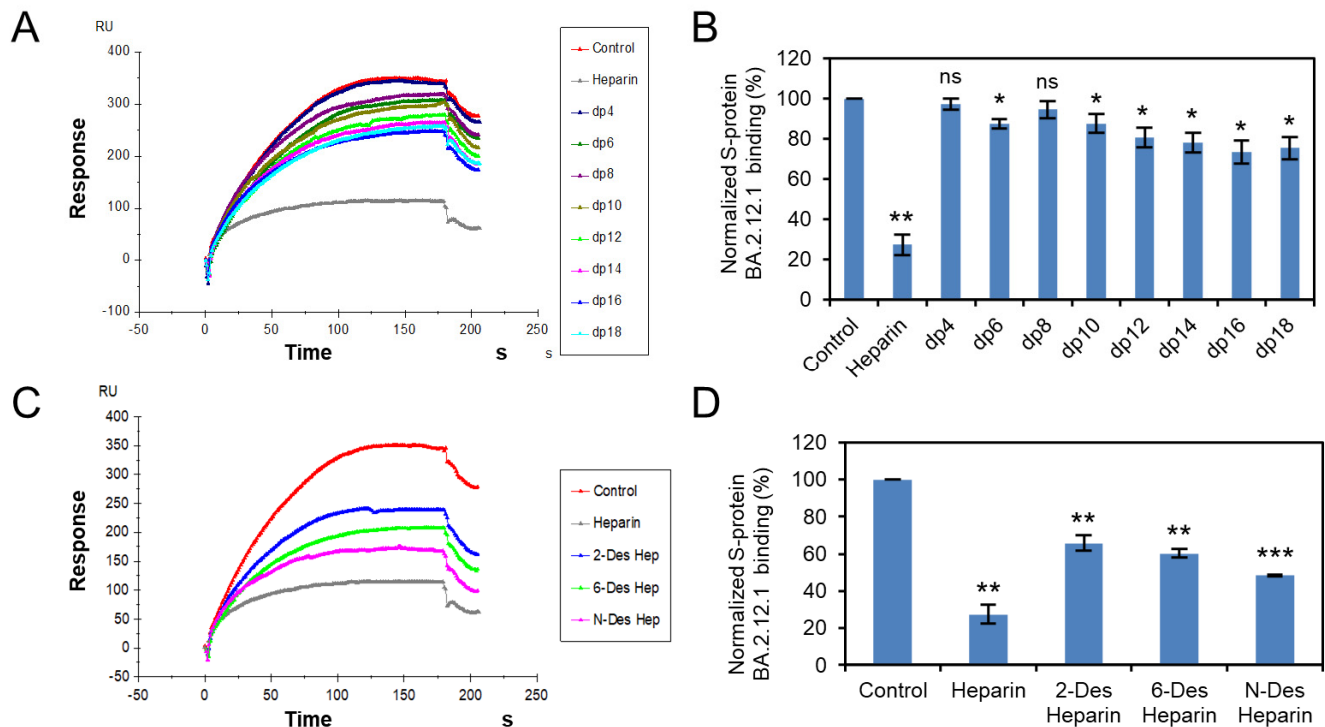 A
RU
400
300
200
100
0
-100
Response
-50
0
50
100
150
200
250
Time
s
s
Control
Heparin
dp4
dp6
dp8
dp10
dp12
dp14
dp16
dp18
B
Normalized S-protein
BA.2.12.1 binding (%)
120
100
80
60
40
20
0
**
ns
*
ns
*
*
*
*
*
Control
Heparin
dp4
dp6
dp8
dp10
dp12
dp14
dp16
dp18
C
RU
400
350
300
250
200
150
100
50
0
-50
Response
-50
0
50
100
150
200
250
Time
s
Control
Heparin
2-Des Hep
6-Des Hep
N-Des Hep
D
Normalized S-protein
BA.2.12.1 binding (%)
120
100
80
60
40
20
0
**
**
**
***
Control
Heparin
2-Des
Heparin
6-Des
Heparin
N-Des
Heparin